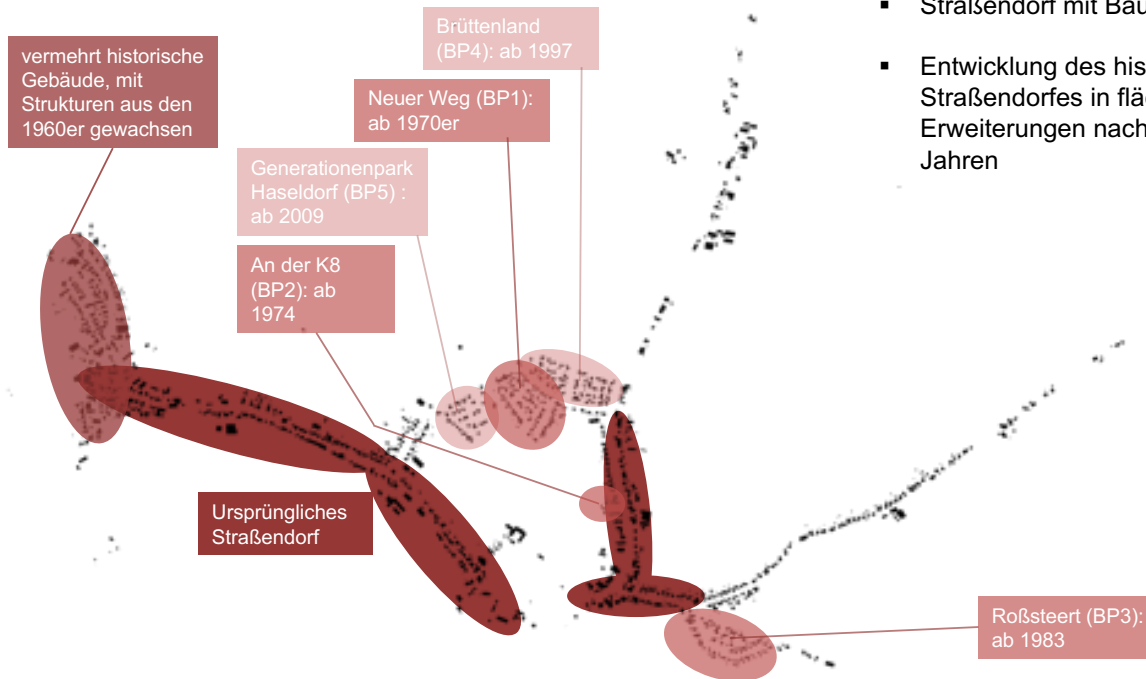 Brüttenland
(BP4): ab 1997
vermehrt historische
Gebäude, mit
Strukturen aus den
1960er gewachsen
Neuer Weg (BP1):
ab 1970er
Generationenpark
Haseldorf (BP5) :
ab 2009
An der K8
(BP2): ab
1974
Ursprüngliches
Straßendorf
Roßsteert (BP3):
ab 1983
▪ Straßendorf mit Bau
▪ Entwicklung des his
Straßendorfes in flä
Erweiterungen nach
Jahren